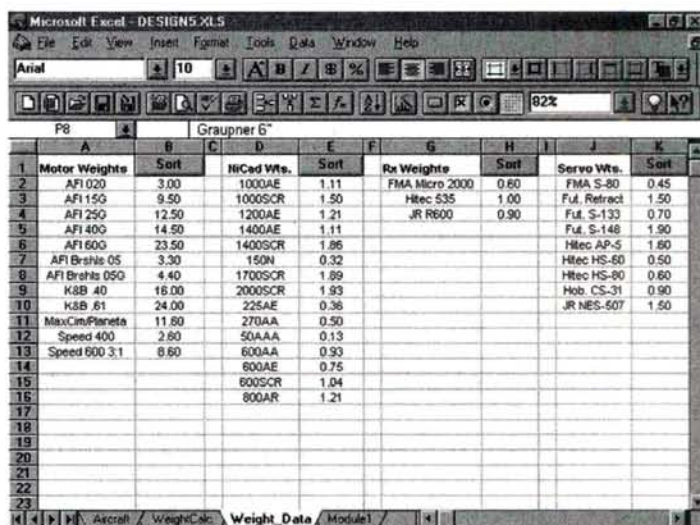 Microsoft Excel - DESIGN5.XLS
File Edit View Insert Format Tools Data Window Help
Arial 10 A B I $ %
Σ fx 82%
P8 Graupner 6"
A B C D E F G H I J K
1 Motor Weights Sort NiCad Wts. Sort Rx Weights Sort Servo Wts. Sort
2 AFI 020 3.00 1000AE 1.11 FMA Micro 2000 0.60 FMA S-80 0.45
3 AFI 15G 9.50 1000SCR 1.50 Hitec 535 1.00 Fut. Retract 1.50
4 AFI 25G 12.50 1200AE 1.21 JR R600 0.90 Fut. S-133 0.70
5 AFI 40G 14.50 1400AE 1.11 Fut. S-148 1.90
6 AFI 60G 23.50 1400SCR 1.86 Hitec AP-5 1.60
7 AFI Brshls 05 3.30 150N 0.32 Hitec HS-60 0.50
8 AFI Brshls 05G 4.40 1700SCR 1.89 Hitec HS-80 0.60
9 K&B .40 16.00 2000SCR 1.93 Hob. CS-31 0.90
10 K&B .61 24.00 225AE 0.36 JR NES-507 1.50
11 MaxCim/Planeta 11.60 270AA 0.50
12 Speed 400 2.60 50AAA 0.13
13 Speed 600 3:1 8.60 600AA 0.93
14 600AE 0.75
15 600SCR 1.04
16 800AR 1.21
17
18
19
20
21
22
23
Aircraft WeightCalc Weight_Data Module1